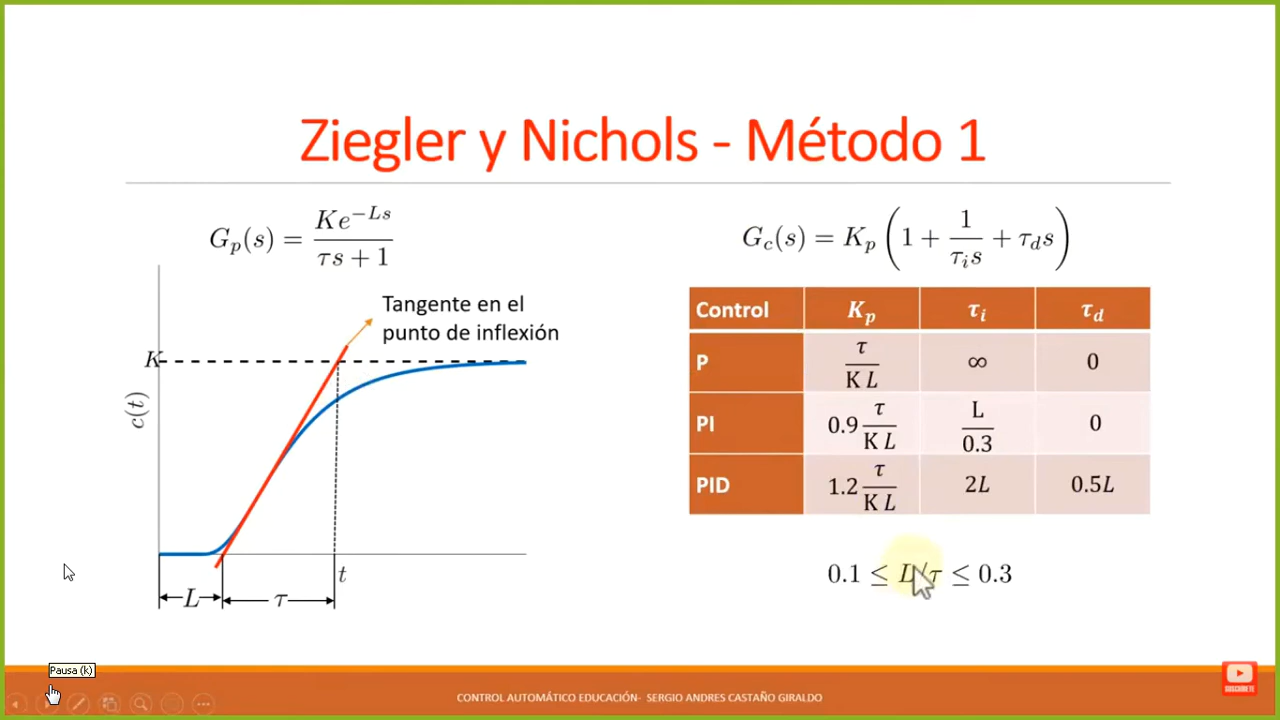 Ziegler y Nichols - Método 1
G_p(s) = Ke^{-Ls} / (τs + 1)
G_c(s) = K_p (1 + 1/(τ_i s) + τ_d s)
Tangente en el
punto de inflexión
K
c(t)
t
L
τ
Control K_p τ_i τ_d
P τ/(K L) ∞ 0
PI 0.9 τ/(K L) L/0.3 0
PID 1.2 τ/(K L) 2L 0.5L
0.1 ≤ L/τ ≤ 0.3
Pausa (k)
CONTROL AUTOMÁTICO EDUCACIÓN- SERGIO ANDRES CASTAÑO GIRALDO
SUSCRÍBETE